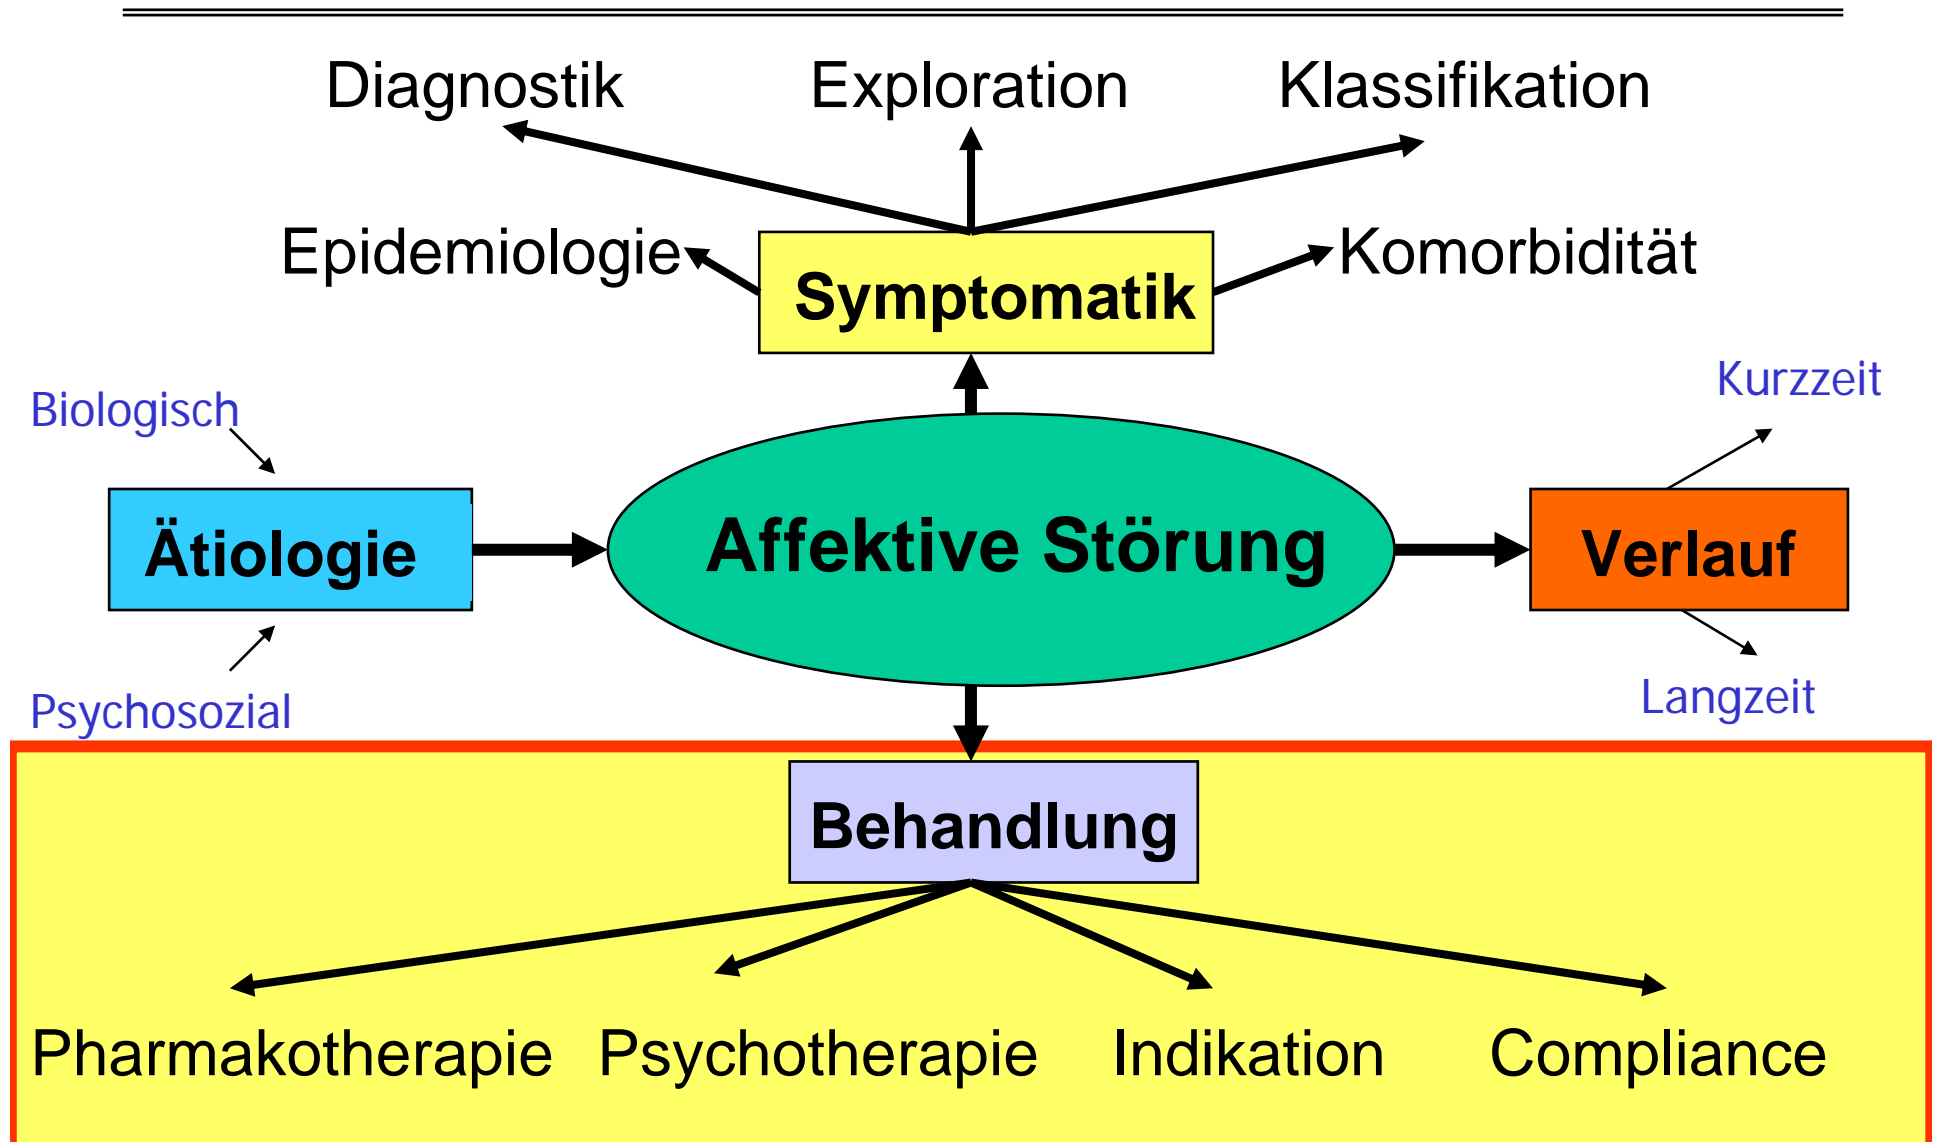 Diagnostik Exploration Klassifikation
Epidemiologie Komorbidität
Symptomatik
Kurzzeit
Biologisch
Ätiologie Affektive Störung Verlauf
Psychosozial Langzeit
Behandlung
Pharmakotherapie Psychotherapie Indikation Compliance